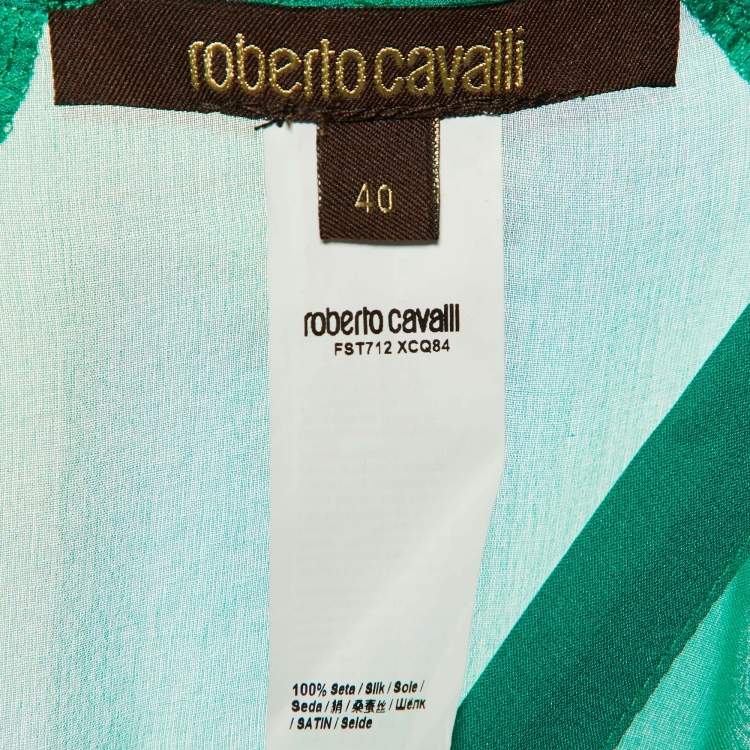 roberto cavalli
40
roberto cavalli
FST712 XCQ84
100% Seta / Silk / Soie /
Seda / 絹 / 桑蚕丝 / Шелк
/ SATIN / Seide